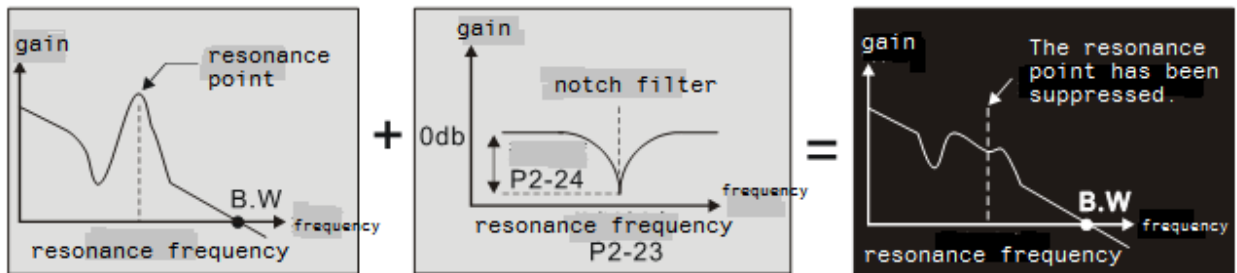 gain
resonance
point
B.W
frequency
resonance frequency
+
gain
notch filter
0db
P2-24
frequency
resonance frequency
P2-23
=
gain
The resonance
point has been
suppressed.
B.W
frequency
resonance frequency